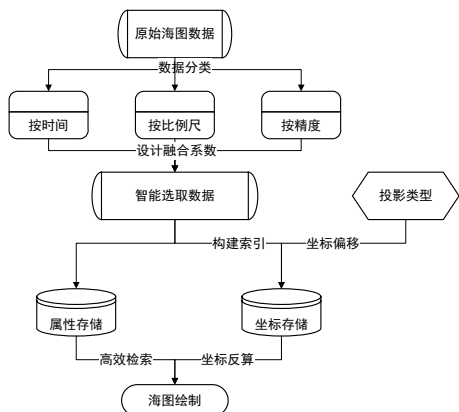 原始海图数据
数据分类
按时间
按比例尺
按精度
设计融合系数
智能选取数据
投影类型
构建索引
坐标偏移
属性存储
坐标存储
高效检索
坐标反算
海图绘制